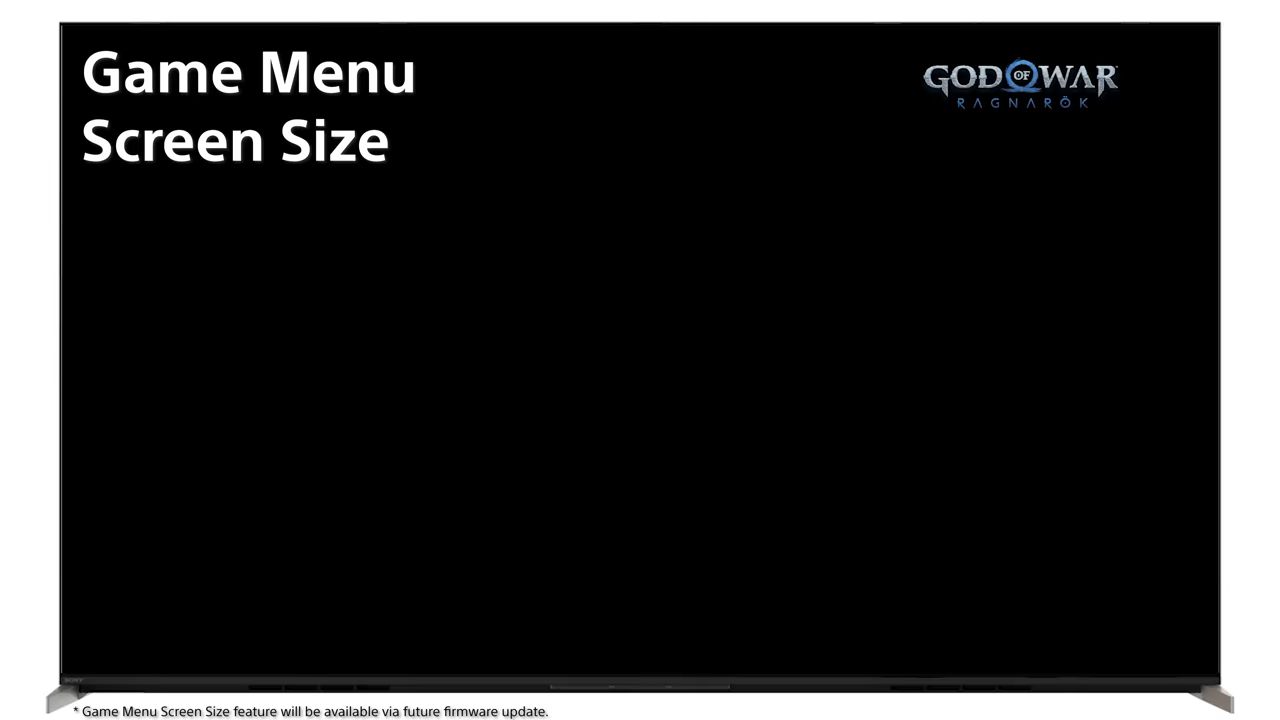 Game Menu
Screen Size
GOD OF WAR
RAGNARÖK
SONY
* Game Menu Screen Size feature will be available via future firmware update.